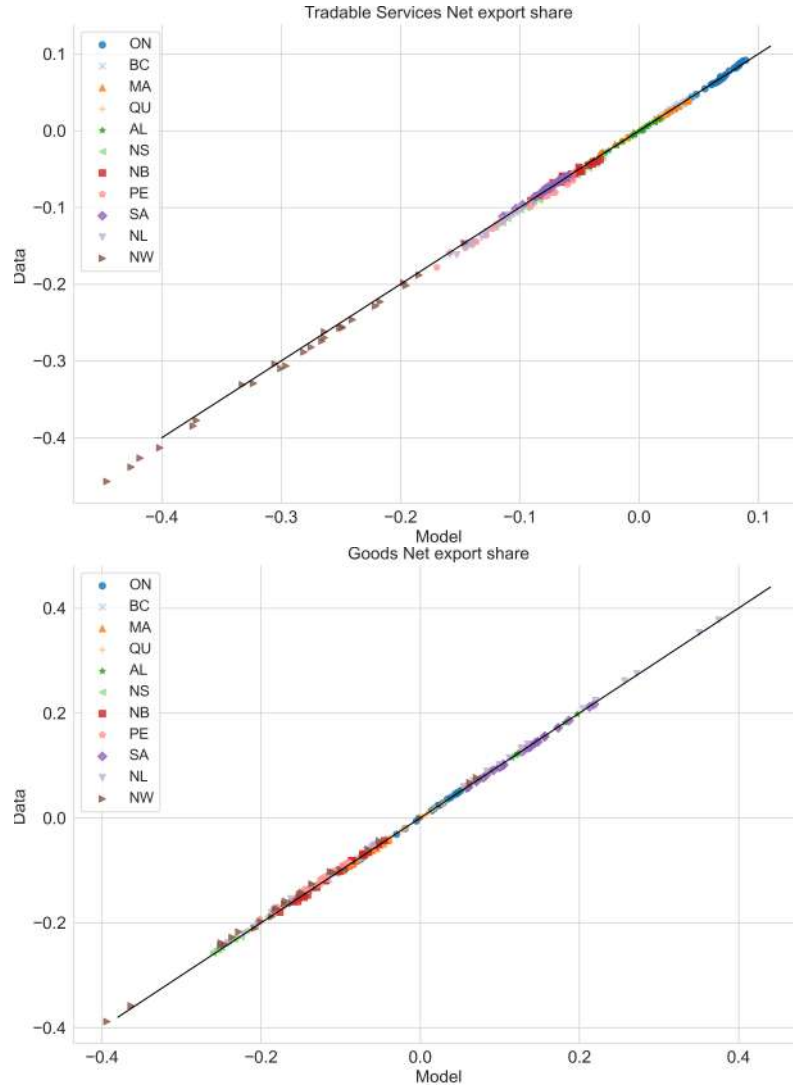 Tradable Services Net export share
ON
BC
MA
QU
AL
NS
NB
PE
SA
NL
NW
0.1
0.0
−0.1
−0.2
−0.3
−0.4
Data
−0.4 −0.3 −0.2 −0.1 0.0 0.1
Model
Goods Net export share
ON
BC
MA
QU
AL
NS
NB
PE
SA
NL
NW
0.4
0.2
0.0
−0.2
−0.4
Data
−0.4 −0.2 0.0 0.2 0.4
Model